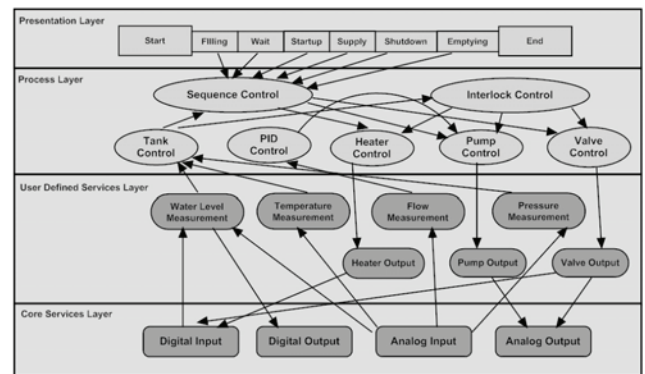 Presentation Layer
Start
Filling
Wait
Startup
Supply
Shutdown
Emptying
End
Process Layer
Sequence Control
Interlock Control
Tank
Control
PID
Control
Heater
Control
Pump
Control
Valve
Control
User Defined Services Layer
Water Level
Measurement
Temperature
Measurement
Flow
Measurement
Pressure
Measurement
Heater Output
Pump Output
Valve Output
Core Services Layer
Digital Input
Digital Output
Analog Input
Analog Output